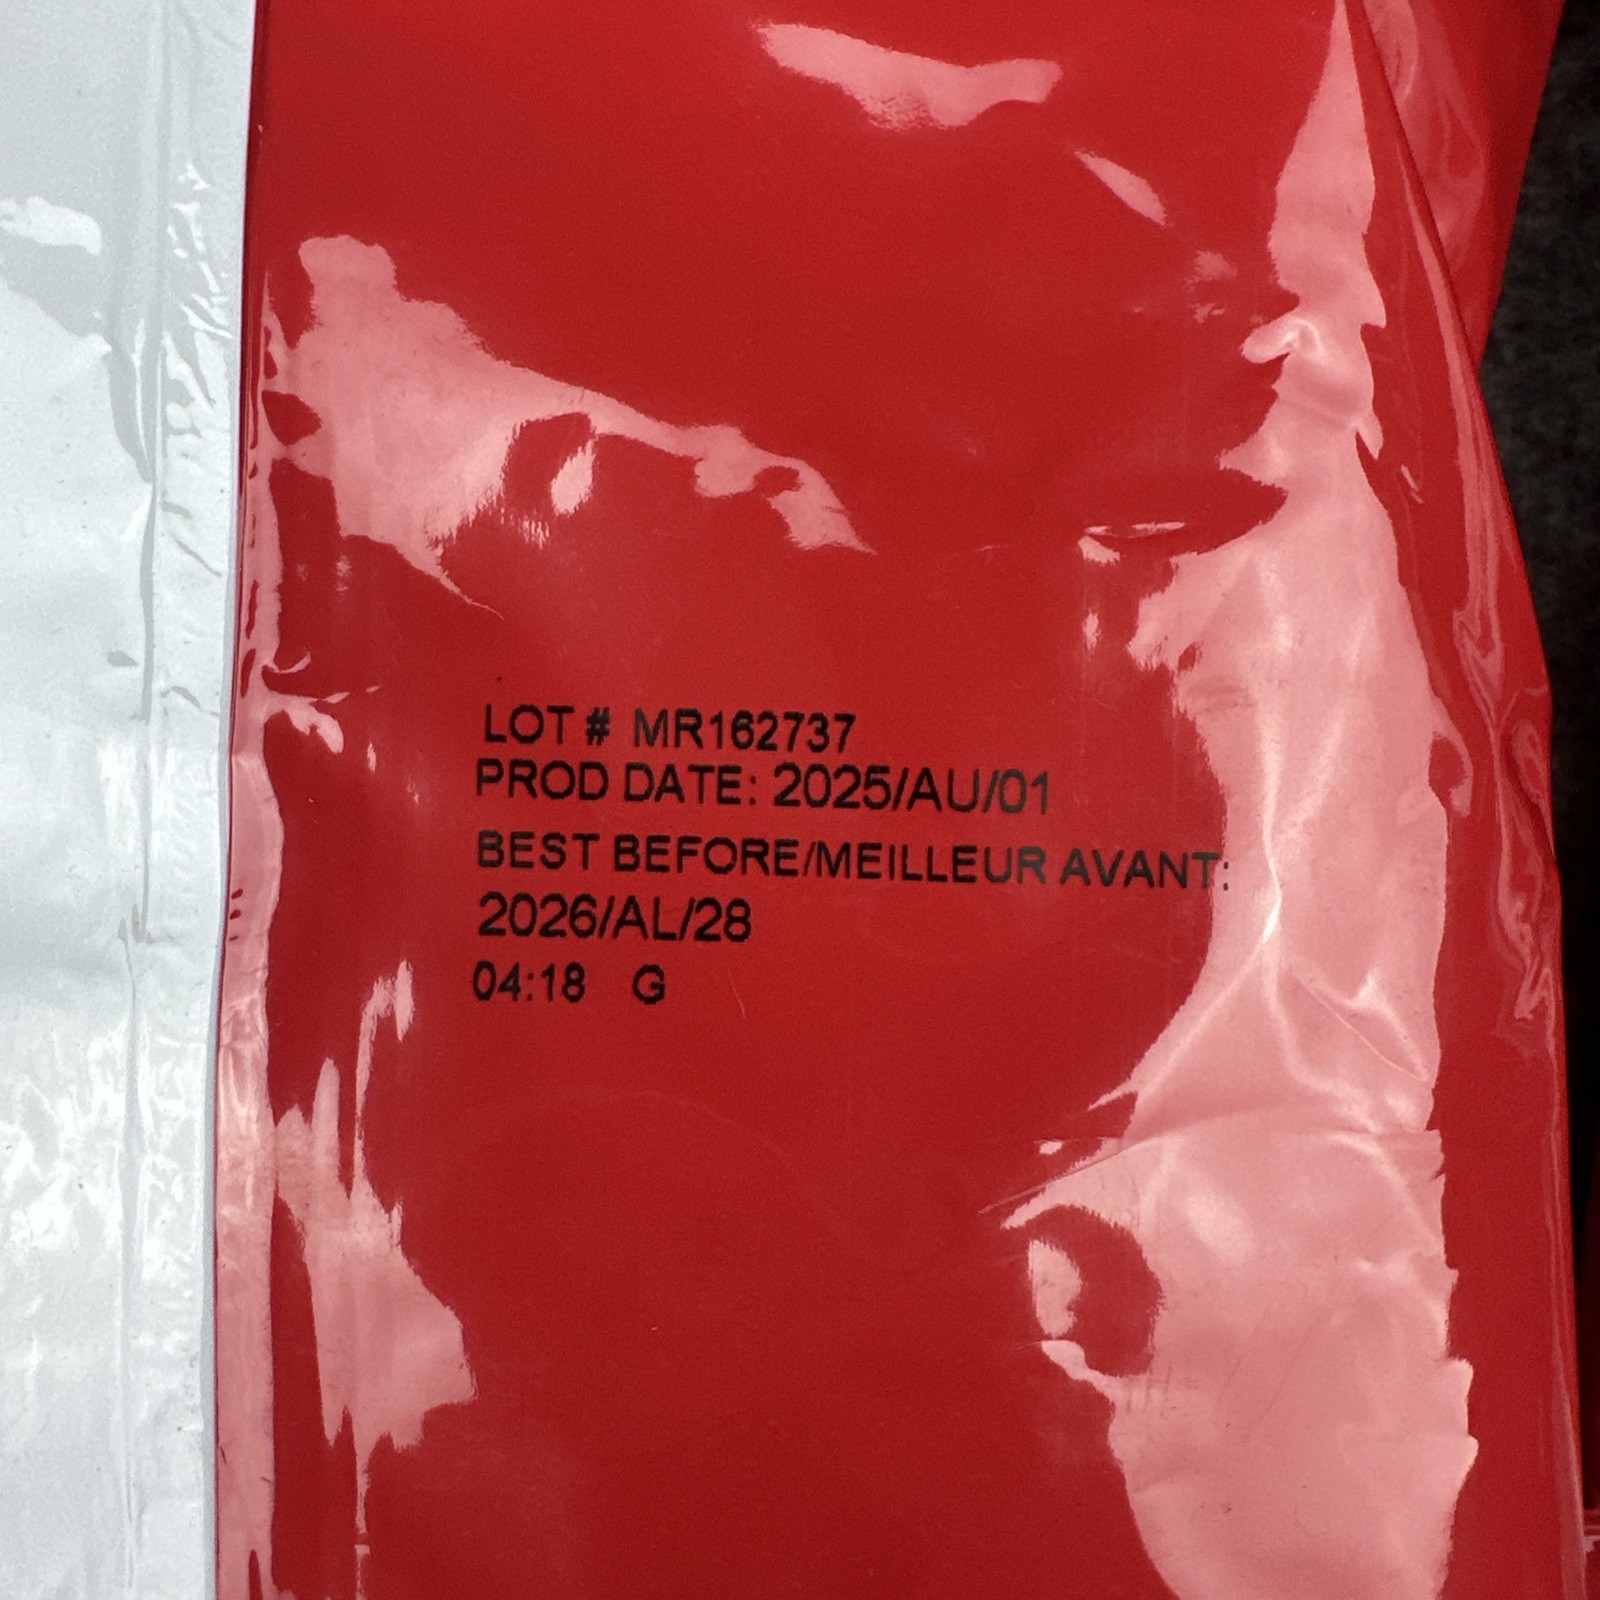 LOT # MR162737
PROD DATE: 2025/AU/01
BEST BEFORE/MEILLEUR AVANT:
2026/AL/28
04:18 G